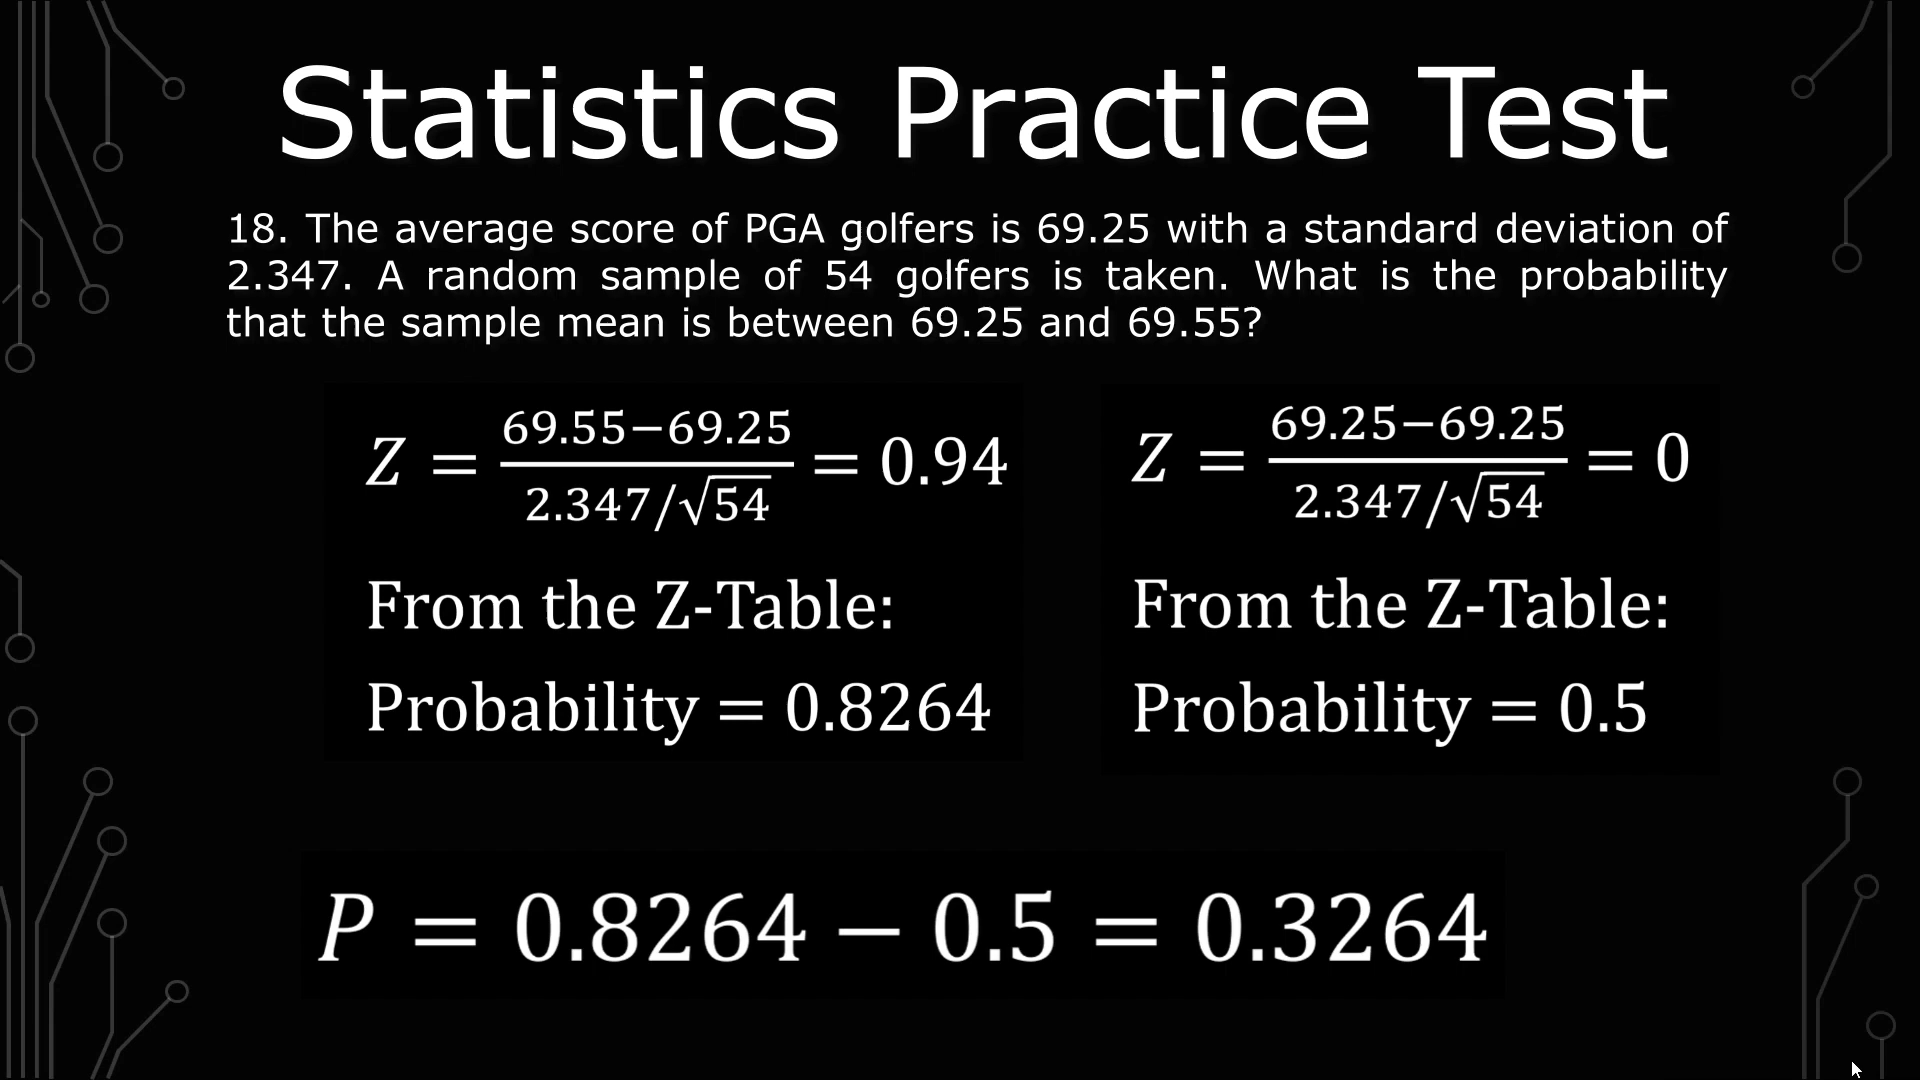 Statistics Practice Test
18. The average score of PGA golfers is 69.25 with a standard deviation of
2.347. A random sample of 54 golfers is taken. What is the probability
that the sample mean is between 69.25 and 69.55?
Z = (69.55−69.25)/(2.347/√54) = 0.94
From the Z-Table:
Probability = 0.8264
Z = (69.25−69.25)/(2.347/√54) = 0
From the Z-Table:
Probability = 0.5
P = 0.8264 − 0.5 = 0.3264